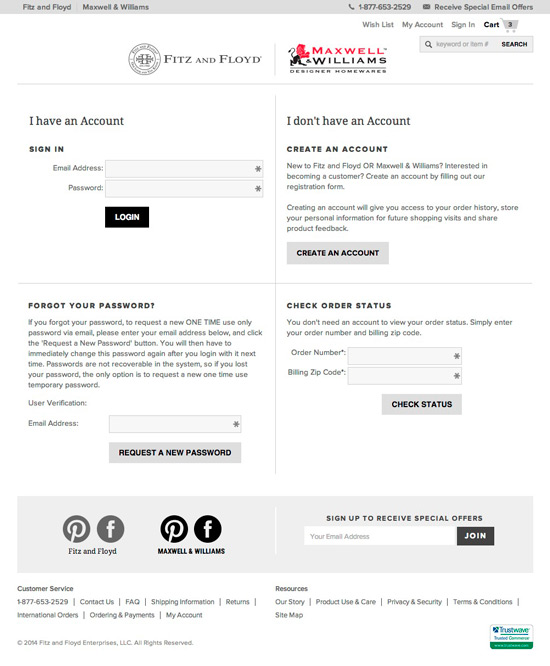 Fitz and Floyd | Maxwell & Williams
1-877-653-2529
Receive Special Email Offers
Wish List My Account Sign In Cart 3
keyword or item # SEARCH
FITZ AND FLOYD
MAXWELL
& WILLIAMS
DESIGNER HOMEWARES
I have an Account
SIGN IN
Email Address:
Password:
LOGIN
I don't have an Account
CREATE AN ACCOUNT
New to Fitz and Floyd OR Maxwell & Williams? Interested in
becoming a customer? Create an account by filling out our
registration form.
Creating an account will give you access to your order history, store
your personal information for future shopping visits and share
product feedback.
CREATE AN ACCOUNT
FORGOT YOUR PASSWORD?
If you forgot your password, to request a new ONE TIME use only
password via email, please enter your email address below, and click
the 'Request a New Password' button. You will then have to
immediately change this password again after you login with it next
time. Passwords are not recoverable in the system, so if you lost
your password, the only option is to request a new one time use
temporary password.
User Verification:
Email Address:
REQUEST A NEW PASSWORD
CHECK ORDER STATUS
You don't need an account to view your order status. Simply enter
your order number and billing zip code.
Order Number*:
Billing Zip Code*:
CHECK STATUS
Fitz and Floyd
MAXWELL & WILLIAMS
SIGN UP TO RECEIVE SPECIAL OFFERS
Your Email Address JOIN
Customer Service
1-877-653-2529 | Contact Us | FAQ | Shipping Information | Returns |
International Orders | Ordering & Payments | My Account
Resources
Our Story | Product Use & Care | Privacy & Security | Terms & Conditions |
Site Map
© 2014 Fitz and Floyd Enterprises, LLC. All Rights Reserved.
Trustwave
Trusted Commerce
www.trustwave.com